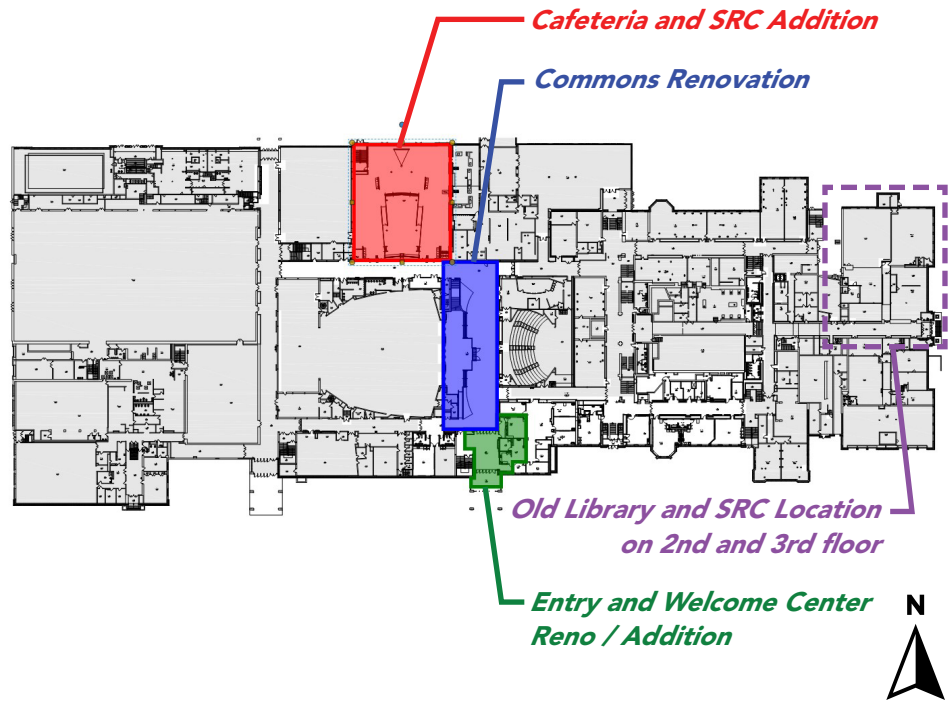 Cafeteria and SRC Addition
Commons Renovation
Old Library and SRC Location
on 2nd and 3rd floor
Entry and Welcome Center
Reno / Addition
N